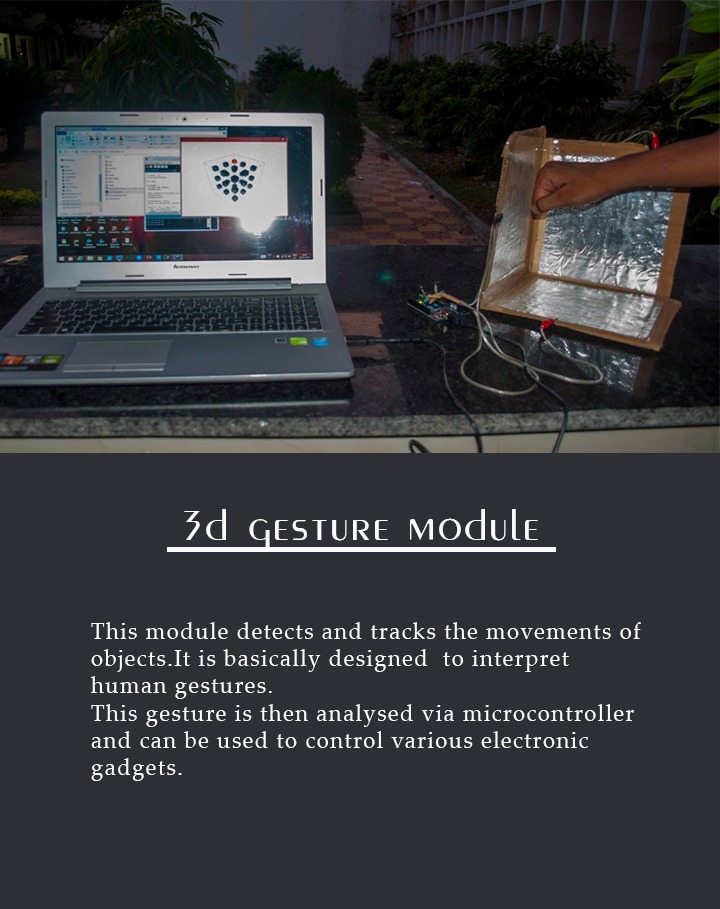 lenovo
3d GESTURE MODULE
This module detects and tracks the movements of
objects.It is basically designed  to interpret
human gestures.
This gesture is then analysed via microcontroller
and can be used to control various electronic
gadgets.